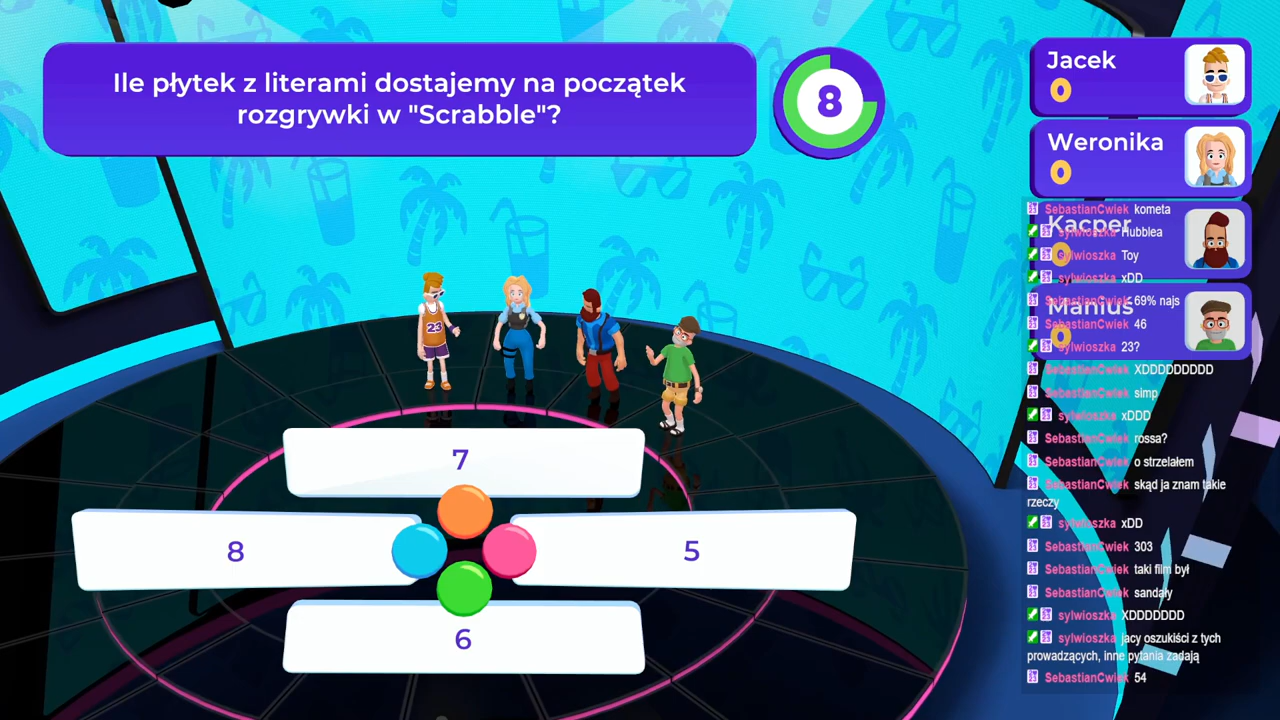 Ile płytek z literami dostajemy na początek
rozgrywki w "Scrabble"?
8
7
8
5
6
23
Jacek
0
Weronika
0
Kacper
0
Manius
0
SebastianCwiek kometa
sylwioszka Hubblea
sylwioszka Toy
sylwioszka xDD
SebastianCwiek 69% najs
SebastianCwiek 46
sylwioszka 23?
SebastianCwiek XDDDDDDDDD
SebastianCwiek simp
sylwioszka xDDD
SebastianCwiek rossa?
SebastianCwiek o strzelałem
SebastianCwiek skąd ja znam takie
rzeczy
sylwioszka xDD
SebastianCwiek 303
SebastianCwiek taki film był
SebastianCwiek sandały
sylwioszka XDDDDDDD
sylwioszka jacy oszukiści z tych
prowadzących, inne pytania zadają
SebastianCwiek 54